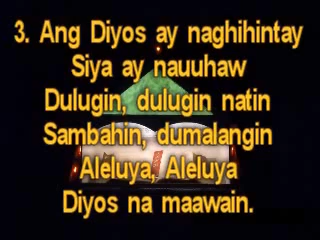 3. Ang Diyos ay naghihintay
Siya ay nauuhaw
Dulugin, dulugin natin
Sambahin, dumalangin
Aleluya, Aleluya
Diyos na maawain.